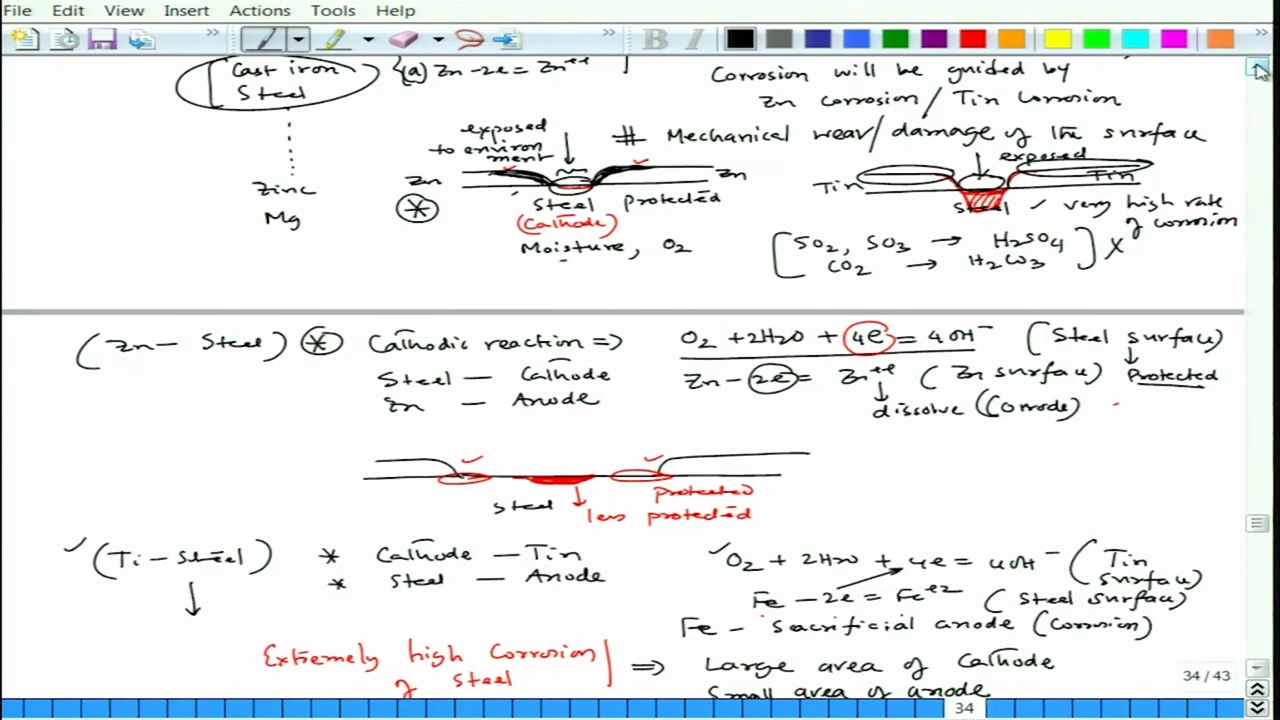 File Edit View Insert Actions Tools Help
Cast iron
Steel
(a) Zn - 2e = Zn++
Corrosion will be guided by
Zn corrosion / Tin corrosion
# Mechanical wear/damage of the surface
exposed
to environ
ment
Zn
Zn
Steel protected
(Cathode)
Moisture, O2
exposed
Tin
Tin
Steel ✓ very high rate
of corrosion
[SO2, SO3 → H2SO4
CO2 → H2CO3] X
Zinc
Mg
(Zn - Steel) * Cathodic reaction =>
O2 + 2H2O + 4e = 4OH- (Steel surface)
↓
Protected
Steel - Cathode
Zn - Anode
Zn - 2e = Zn++ (Zn surface)
↓
dissolve (Corrode)
Steel
less protected
protected
✓ (Ti - Steel) * Cathode - Tin
* Steel - Anode
✓ O2 + 2H2O + 4e = 4OH- (Tin
surface)
Fe - 2e = Fe+2 (Steel surface)
Fe - Sacrificial anode (Corrosion)
Extremely high corrosion
of steel
=> Large area of Cathode
Small area of anode
34 / 43
34